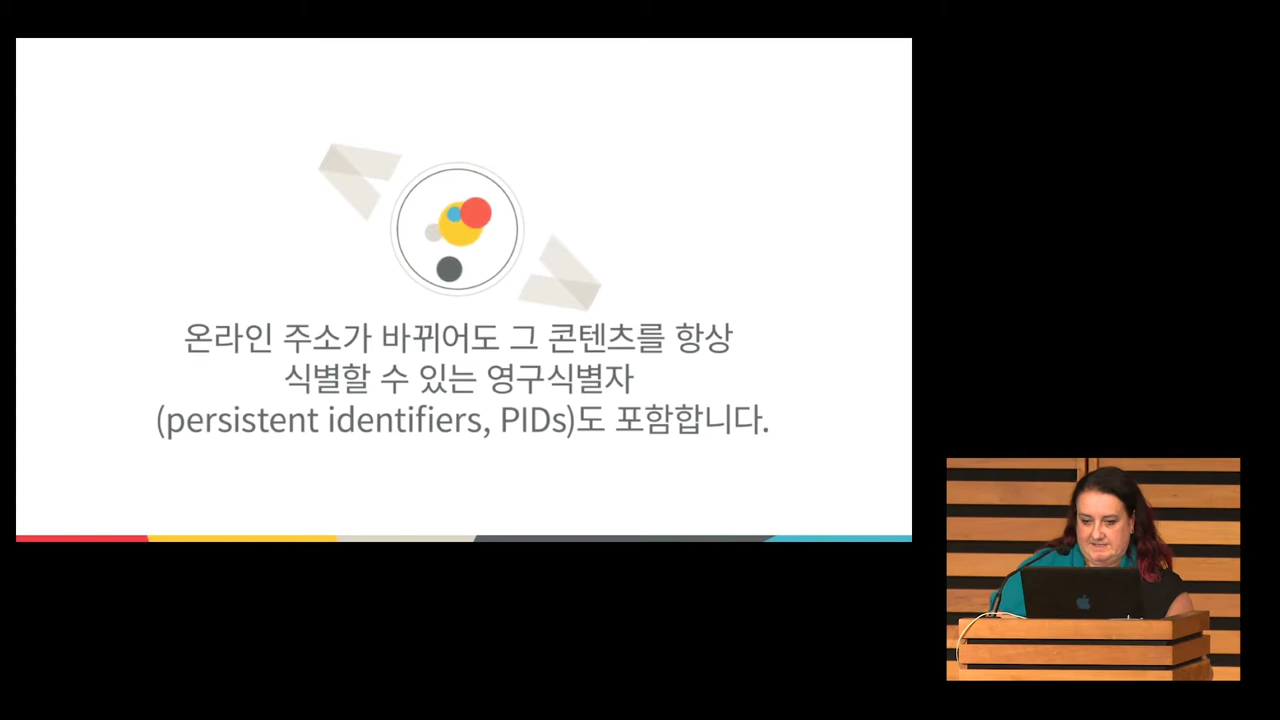 온라인 주소가 바뀌어도 그 콘텐츠를 항상
식별할 수 있는 영구식별자
(persistent identifiers, PIDs)도 포함합니다.